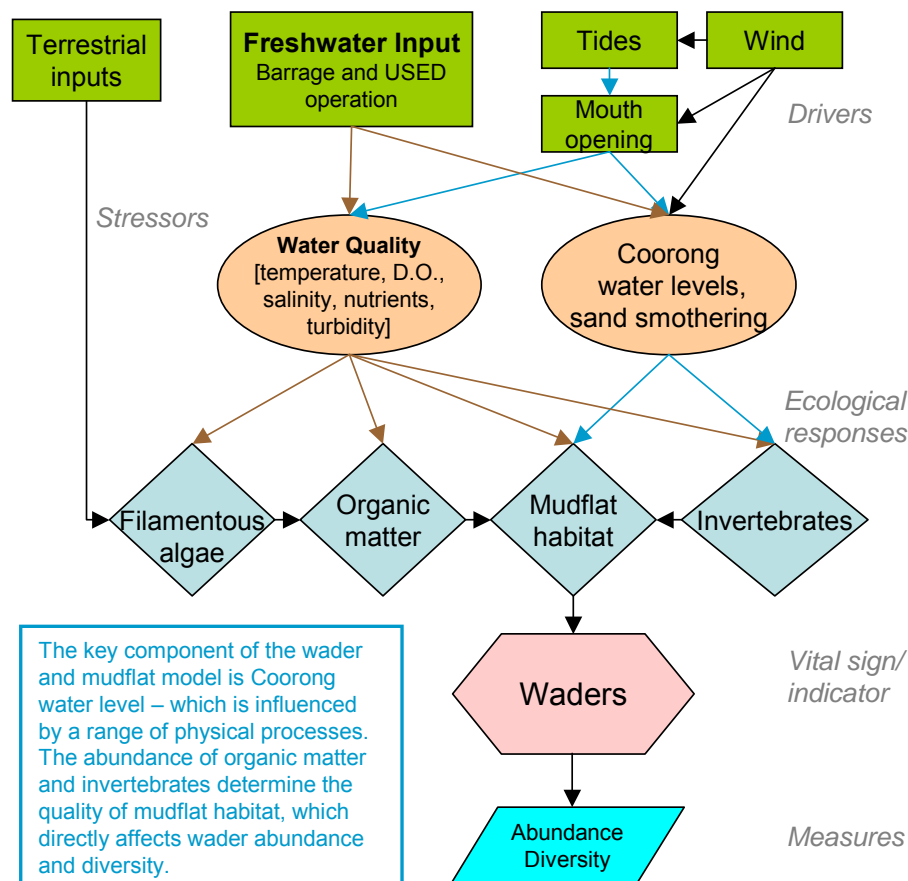 Terrestrial
inputs
Freshwater Input
Barrage and USED
operation
Tides
Wind
Mouth
opening
Drivers
Stressors
Water Quality
[temperature, D.O.,
salinity, nutrients,
turbidity]
Coorong
water levels,
sand smothering
Ecological
responses
Filamentous
algae
Organic
matter
Mudflat
habitat
Invertebrates
The key component of the wader
and mudflat model is Coorong
water level – which is influenced
by a range of physical processes.
The abundance of organic matter
and invertebrates determine the
quality of mudflat habitat, which
directly affects wader abundance
and diversity.
Waders
Vital sign/
indicator
Abundance
Diversity
Measures